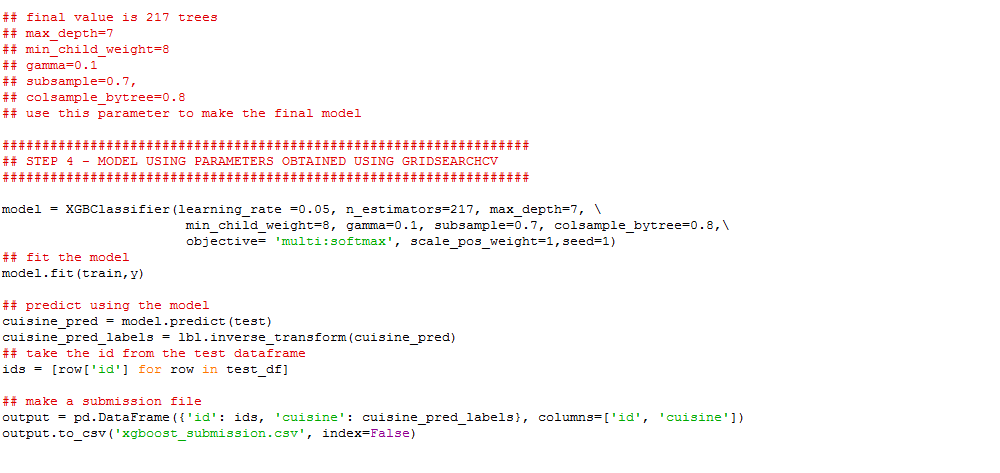 ## final value is 217 trees
## max_depth=7
## min_child_weight=8
## gamma=0.1
## subsample=0.7,
## colsample_bytree=0.8
## use this parameter to make the final model
##################################################################
## STEP 4 - MODEL USING PARAMETERS OBTAINED USING GRIDSEARCHCV
##################################################################
model = XGBClassifier(learning_rate =0.05, n_estimators=217, max_depth=7, \
                       min_child_weight=8, gamma=0.1, subsample=0.7, colsample_bytree=0.8,\
                       objective= 'multi:softmax', scale_pos_weight=1,seed=1)
## fit the model
model.fit(train,y)
## predict using the model
cuisine_pred = model.predict(test)
cuisine_pred_labels = lbl.inverse_transform(cuisine_pred)
## take the id from the test dataframe
ids = [row['id'] for row in test_df]
## make a submission file
output = pd.DataFrame({'id': ids, 'cuisine': cuisine_pred_labels}, columns=['id', 'cuisine'])
output.to_csv('xgboost_submission.csv', index=False)